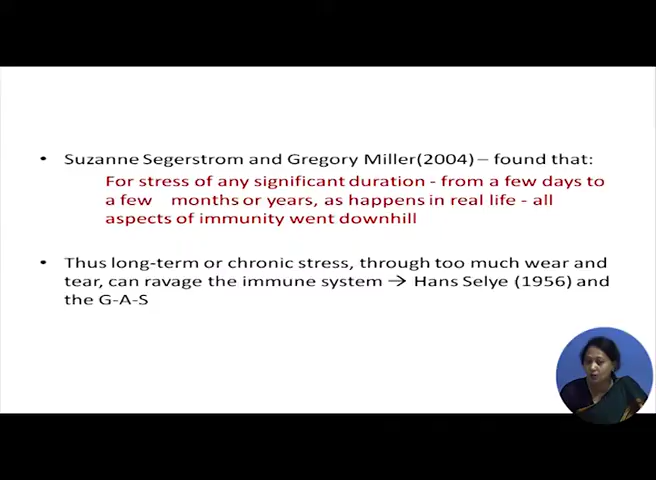 • Suzanne Segerstrom and Gregory Miller(2004) – found that:
For stress of any significant duration - from a few days to
a few months or years, as happens in real life - all
aspects of immunity went downhill
• Thus long-term or chronic stress, through too much wear and
tear, can ravage the immune system → Hans Selye (1956) and
the G-A-S